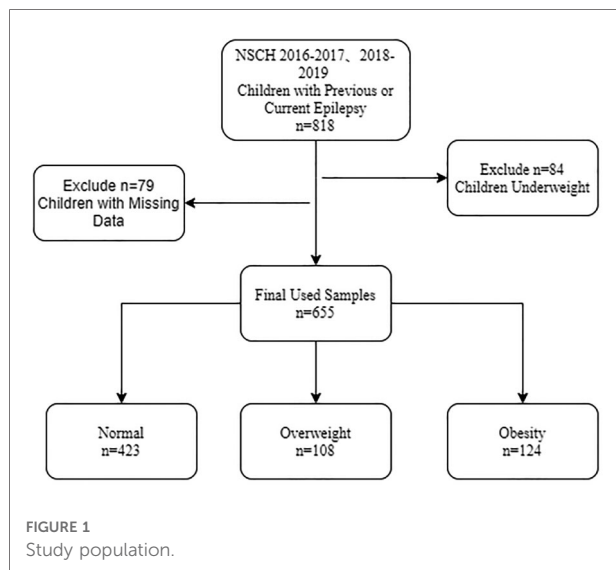 NSCH 2016-2017、2018-
2019
Children with Previous or
Current Epilepsy
n=818
Exclude n=84
Children Underweight
Exclude n=79
Children with Missing
Data
Final Used Samples
n=655
Normal
n=423
Overweight
n=108
Obesity
n=124
FIGURE 1
Study population.